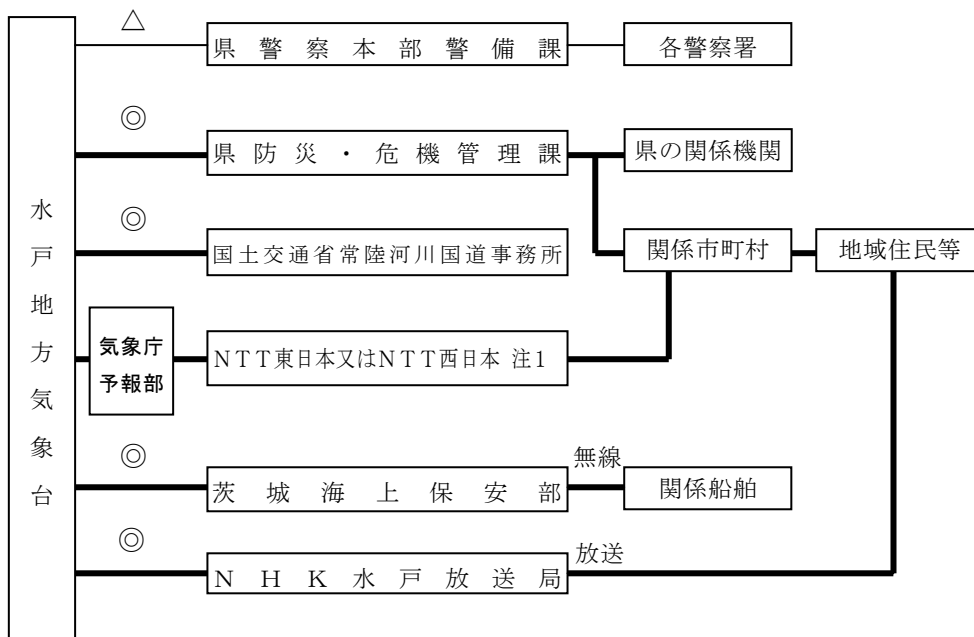 水戸地方気象台
△
県警察本部警備課
各警察署
◎
県防災・危機管理課
県の関係機関
◎
国土交通省常陸河川国道事務所
関係市町村
地域住民等
気象庁
予報部
ＮＴＴ東日本又はＮＴＴ西日本 注１
◎
茨城海上保安部
無線
関係船舶
◎
ＮＨＫ水戸放送局
放送